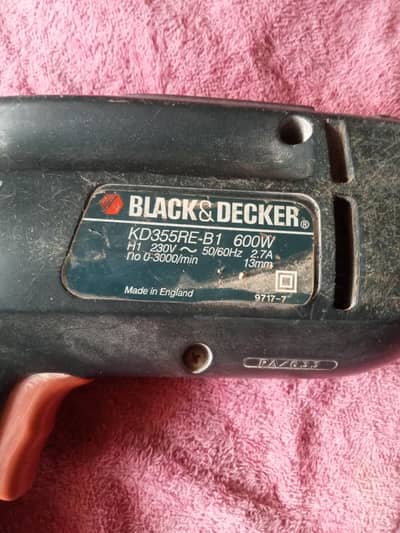 BLACK&DECKER®
KD355RE-B1 600W
H1 230V ~ 50/60Hz 2.7A
no 0-3000/min 13mm
Made in England
9717-7